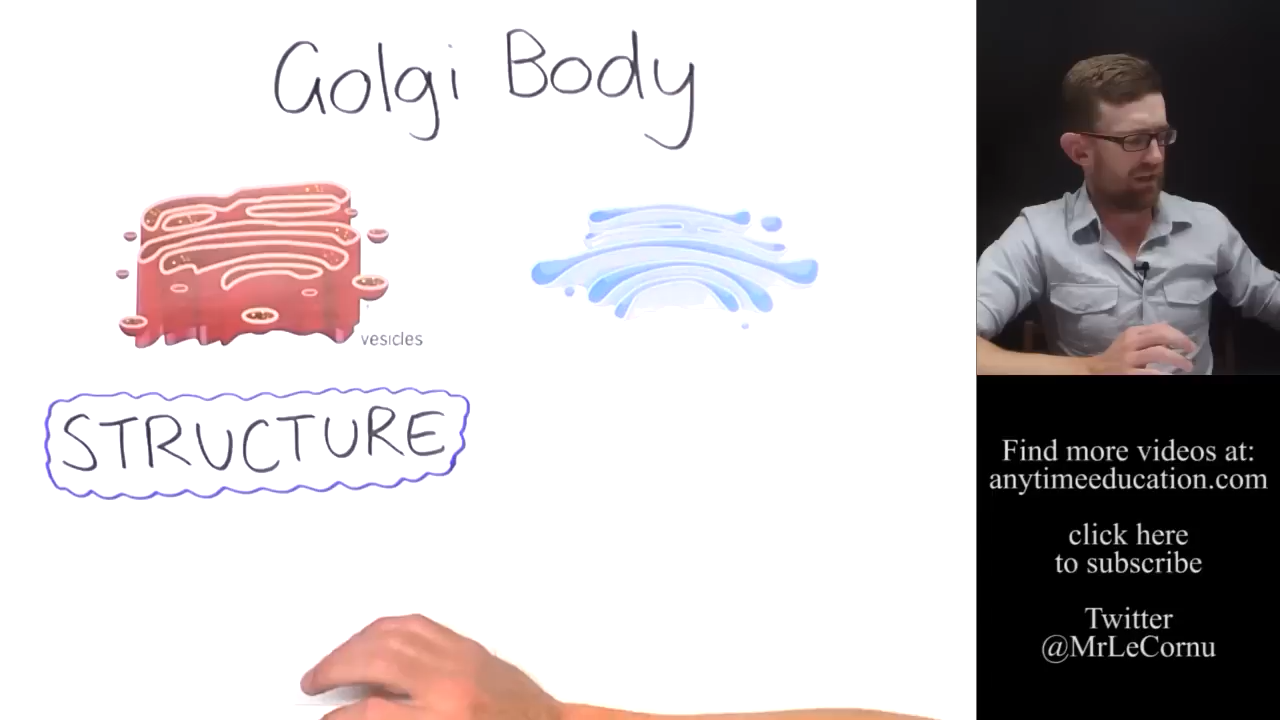 Golgi Body
vesicles
STRUCTURE
Find more videos at:
anytimeeducation.com
click here
to subscribe
Twitter
@MrLeCornu